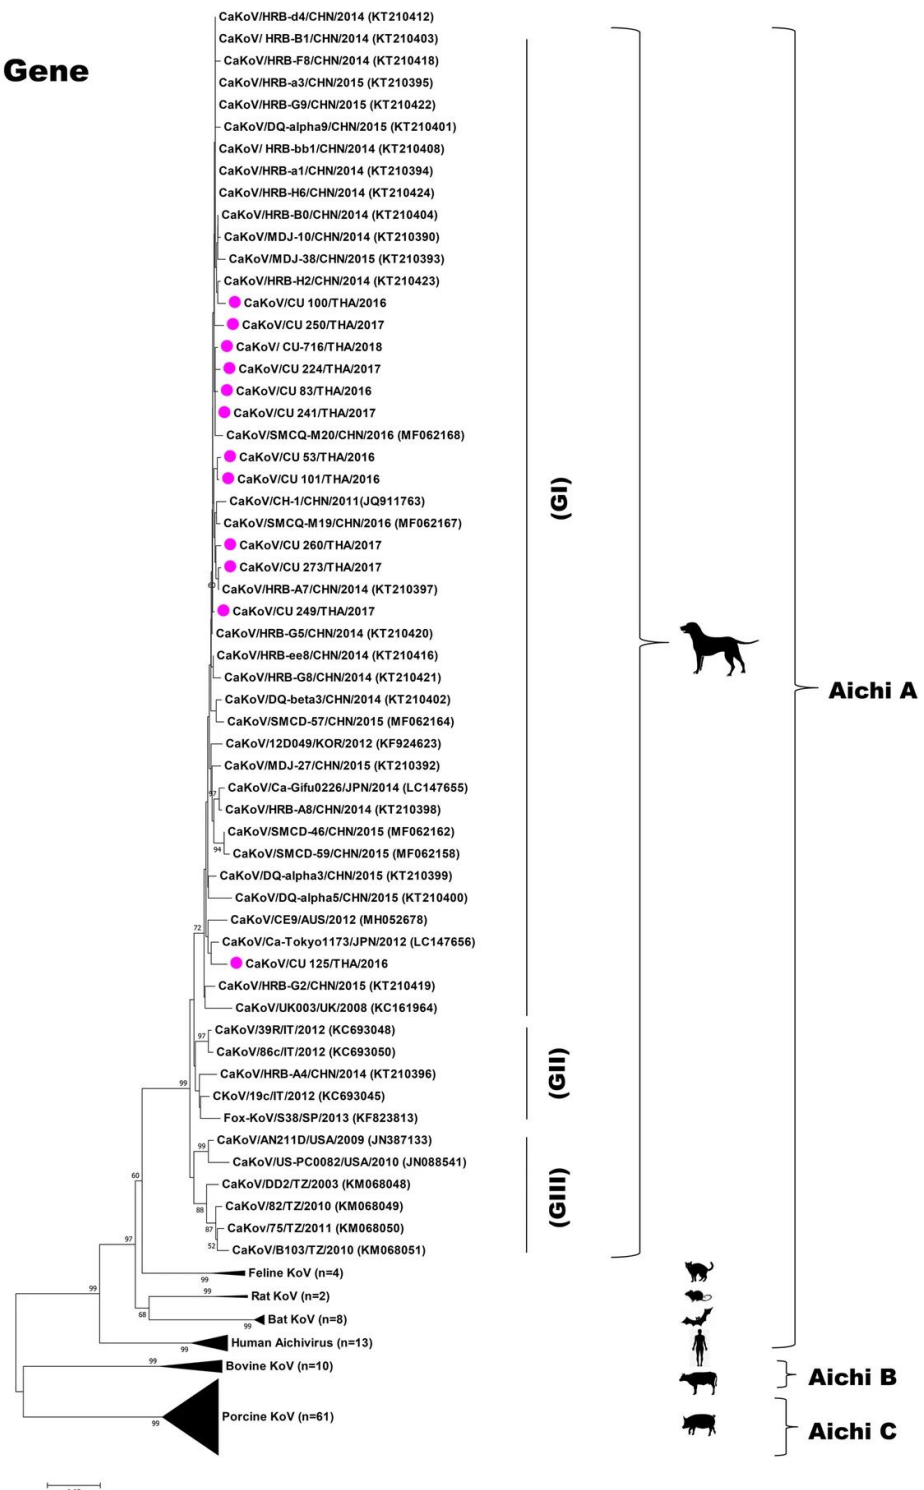 Gene
CaKoV/HRB-d4/CHN/2014 (KT210412)
CaKoV/ HRB-B1/CHN/2014 (KT210403)
CaKoV/HRB-F8/CHN/2014 (KT210418)
CaKoV/HRB-a3/CHN/2015 (KT210395)
CaKoV/HRB-G9/CHN/2015 (KT210422)
CaKoV/DQ-alpha9/CHN/2015 (KT210401)
CaKoV/ HRB-bb1/CHN/2014 (KT210408)
CaKoV/HRB-a1/CHN/2014 (KT210394)
CaKoV/HRB-H6/CHN/2014 (KT210424)
CaKoV/HRB-B0/CHN/2014 (KT210404)
CaKoV/MDJ-10/CHN/2014 (KT210390)
CaKoV/MDJ-38/CHN/2015 (KT210393)
CaKoV/HRB-H2/CHN/2014 (KT210423)
CaKoV/CU 100/THA/2016
CaKoV/CU 250/THA/2017
CaKoV/ CU-716/THA/2018
CaKoV/CU 224/THA/2017
CaKoV/CU 83/THA/2016
CaKoV/CU 241/THA/2017
CaKoV/SMCQ-M20/CHN/2016 (MF062168)
CaKoV/CU 53/THA/2016
CaKoV/CU 101/THA/2016
CaKoV/CH-1/CHN/2011(JQ911763)
CaKoV/SMCQ-M19/CHN/2016 (MF062167)
CaKoV/CU 260/THA/2017
CaKoV/CU 273/THA/2017
CaKoV/HRB-A7/CHN/2014 (KT210397)
CaKoV/CU 249/THA/2017
CaKoV/HRB-G5/CHN/2014 (KT210420)
CaKoV/HRB-ee8/CHN/2014 (KT210416)
CaKoV/HRB-G8/CHN/2014 (KT210421)
CaKoV/DQ-beta3/CHN/2014 (KT210402)
CaKoV/SMCD-57/CHN/2015 (MF062164)
CaKoV/12D049/KOR/2012 (KF924623)
CaKoV/MDJ-27/CHN/2015 (KT210392)
CaKoV/Ca-Gifu0226/JPN/2014 (LC147655)
CaKoV/HRB-A8/CHN/2014 (KT210398)
CaKoV/SMCD-46/CHN/2015 (MF062162)
94
CaKoV/SMCD-59/CHN/2015 (MF062158)
CaKoV/DQ-alpha3/CHN/2015 (KT210399)
CaKoV/DQ-alpha5/CHN/2015 (KT210400)
CaKoV/CE9/AUS/2012 (MH052678)
72
CaKoV/Ca-Tokyo1173/JPN/2012 (LC147656)
CaKoV/CU 125/THA/2016
CaKoV/HRB-G2/CHN/2015 (KT210419)
CaKoV/UK003/UK/2008 (KC161964)
(GI)
CaKoV/39R/IT/2012 (KC693048)
97
CaKoV/86c/IT/2012 (KC693050)
CaKoV/HRB-A4/CHN/2014 (KT210396)
99
CKoV/19c/IT/2012 (KC693045)
Fox-KoV/S38/SP/2013 (KF823813)
(GII)
CaKoV/AN211D/USA/2009 (JN387133)
99
CaKoV/US-PC0082/USA/2010 (JN088541)
CaKoV/DD2/TZ/2003 (KM068048)
88
CaKoV/82/TZ/2010 (KM068049)
87
CaKov/75/TZ/2011 (KM068050)
52
CaKoV/B103/TZ/2010 (KM068051)
(GIII)
60
97
Feline KoV (n=4)
99
99
Rat KoV (n=2)
99
68
Bat KoV (n=8)
99
Human Aichivirus (n=13)
99
Aichi A
99
Bovine KoV (n=10)
Aichi B
Porcine KoV (n=61)
99
Aichi C